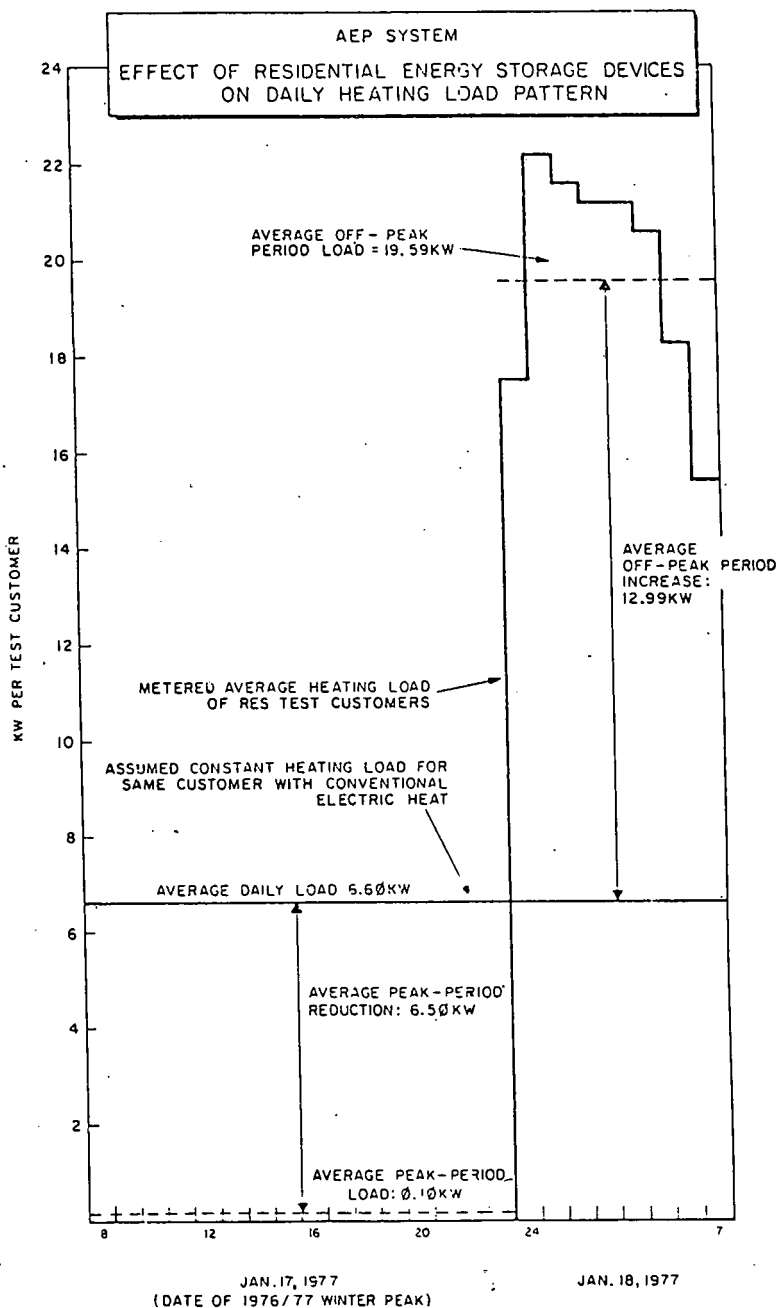 AEP SYSTEM
EFFECT OF RESIDENTIAL ENERGY STORAGE DEVICES
ON DAILY HEATING LOAD PATTERN
24
22
20
18
16
14
12
10
8
6
4
2
KW PER TEST CUSTOMER
AVERAGE OFF-PEAK
PERIOD LOAD = 19.59KW
AVERAGE
OFF-PEAK PERIOD
INCREASE:
12.99KW
METERED AVERAGE HEATING LOAD
OF RES TEST CUSTOMERS
ASSUMED CONSTANT HEATING LOAD FOR
SAME CUSTOMER WITH CONVENTIONAL
ELECTRIC HEAT
AVERAGE DAILY LOAD 6.6ØKW
AVERAGE PEAK-PERIOD
REDUCTION: 6.5ØKW
AVERAGE PEAK-PERIOD
LOAD: Ø.1ØKW
8 12 16 20 24 7
JAN. 17, 1977
(DATE OF 1976/77 WINTER PEAK)
JAN. 18, 1977